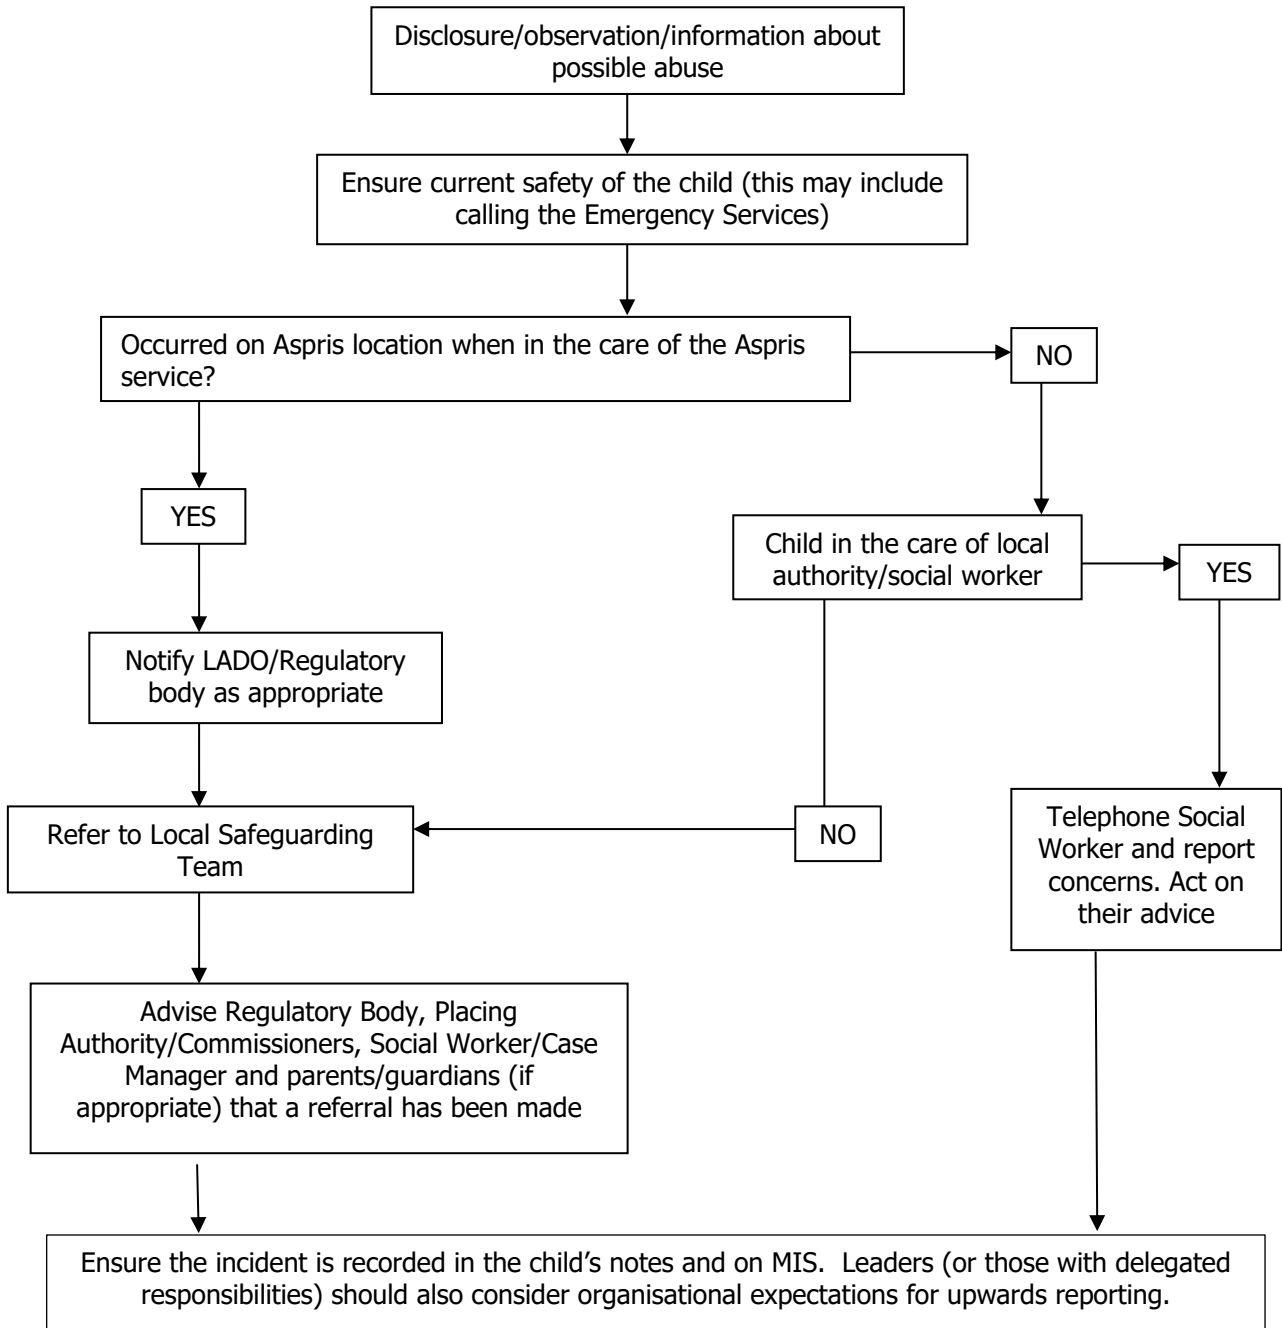 Disclosure/observation/information about
possible abuse
Ensure current safety of the child (this may include
calling the Emergency Services)
Occurred on Aspris location when in the care of the Aspris
service?
NO
YES
Child in the care of local
authority/social worker
YES
Notify LADO/Regulatory
body as appropriate
Refer to Local Safeguarding
Team
NO
Telephone Social
Worker and report
concerns. Act on
their advice
Advise Regulatory Body, Placing
Authority/Commissioners, Social Worker/Case
Manager and parents/guardians (if
appropriate) that a referral has been made
Ensure the incident is recorded in the child’s notes and on MIS.  Leaders (or those with delegated
responsibilities) should also consider organisational expectations for upwards reporting.